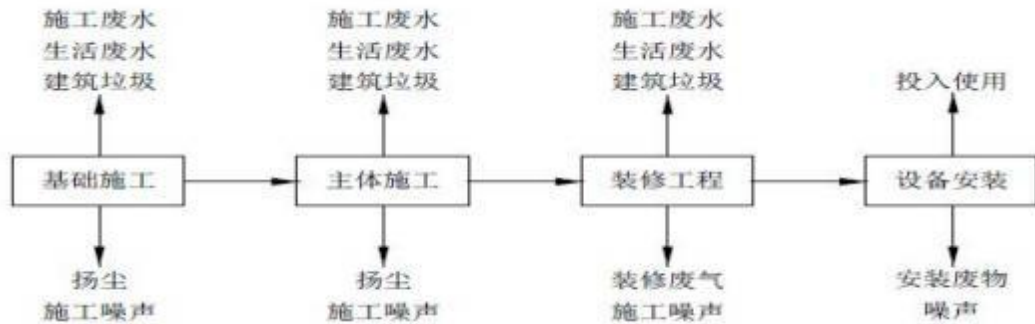 施工废水 施工废水 施工废水
生活废水 生活废水 生活废水
建筑垃圾 建筑垃圾 建筑垃圾 投入使用
基础施工 主体施工 装修工程 设备安装
扬尘 扬尘 装修废气 安装废物
施工噪声 施工噪声 施工噪声 噪声